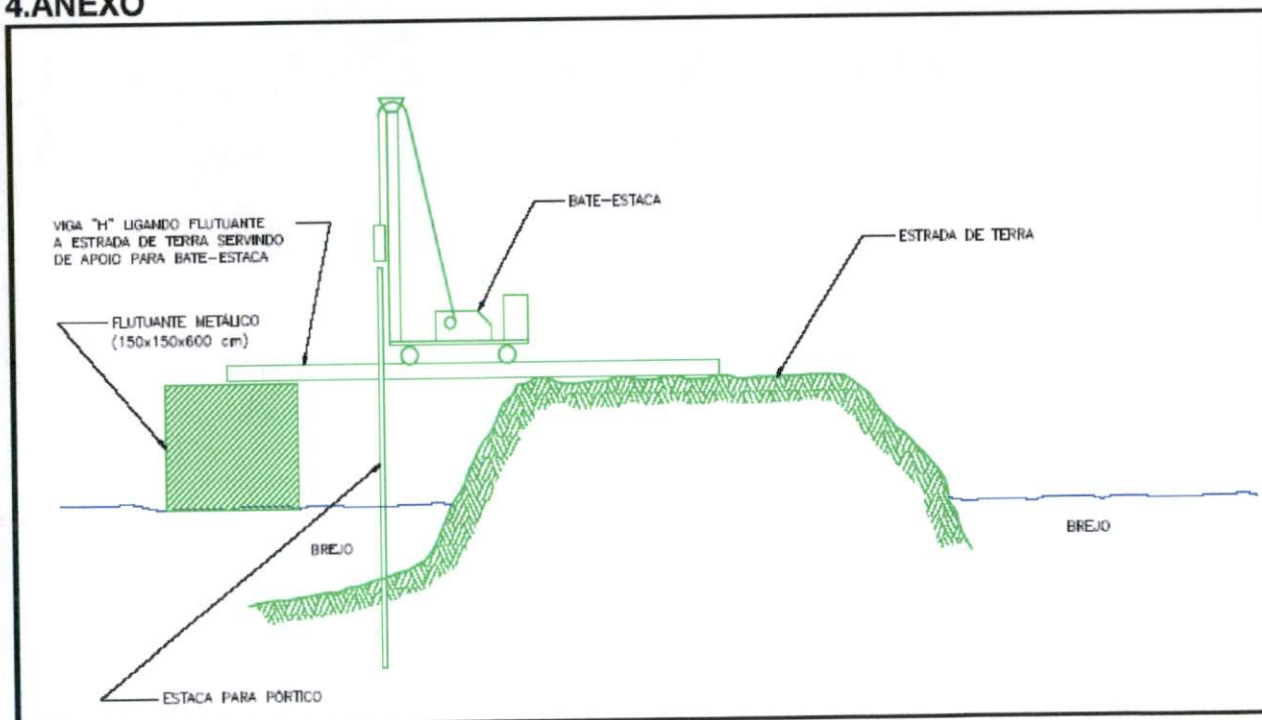 4.ANEXO
BATE-ESTACA
VIGA "H" LIGANDO FLUTUANTE
A ESTRADA DE TERRA SERVINDO
DE APOIO PARA BATE-ESTACA
ESTRADA DE TERRA
FLUTUANTE METÁLICO
(150x150x600 cm)
BREJO
BREJO
ESTACA PARA PÓRTICO